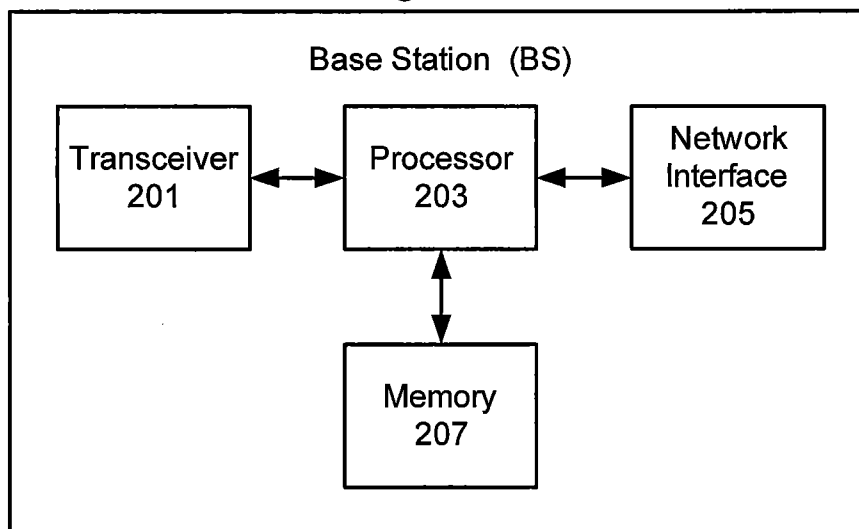 Base Station (BS)
Transceiver
201
Processor
203
Network
Interface
205
Memory
207